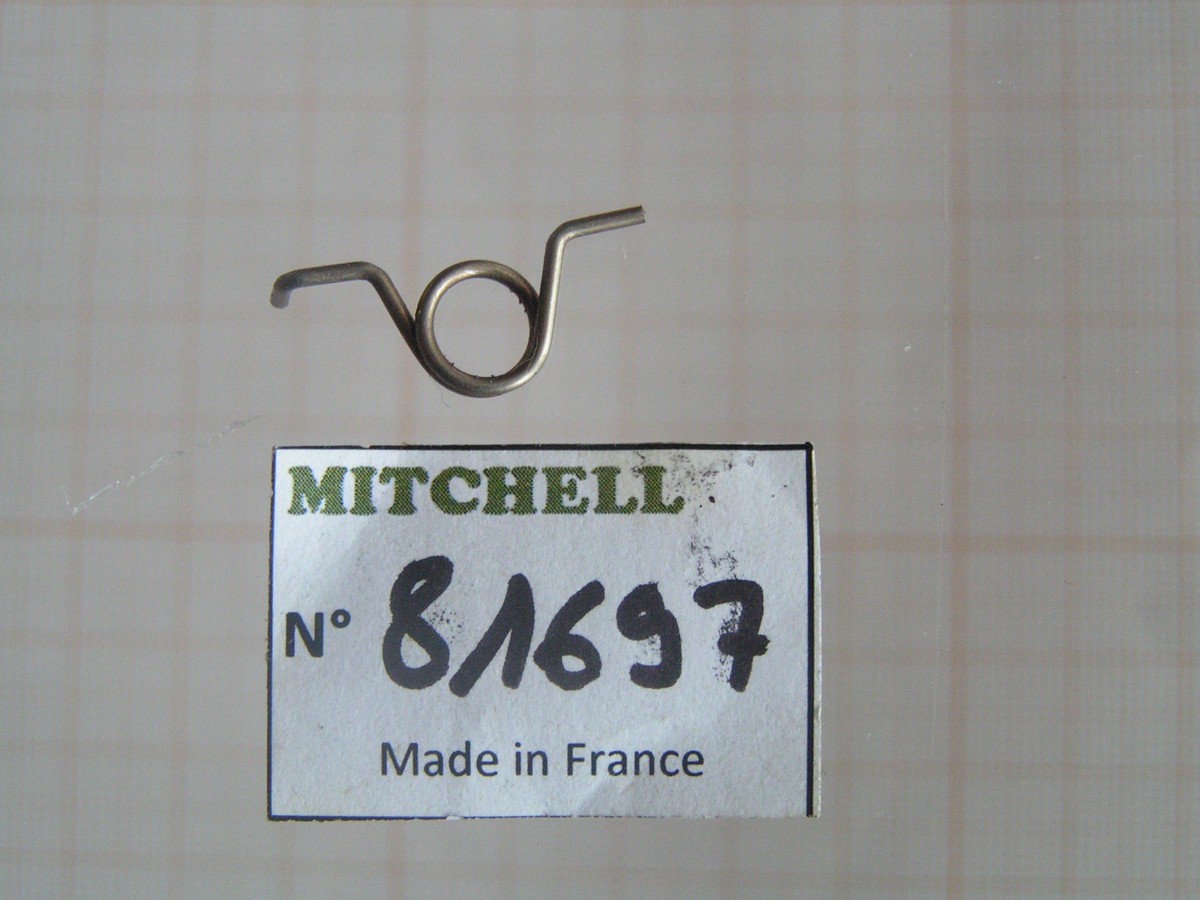 MITCHELL
N° 81697
Made in France